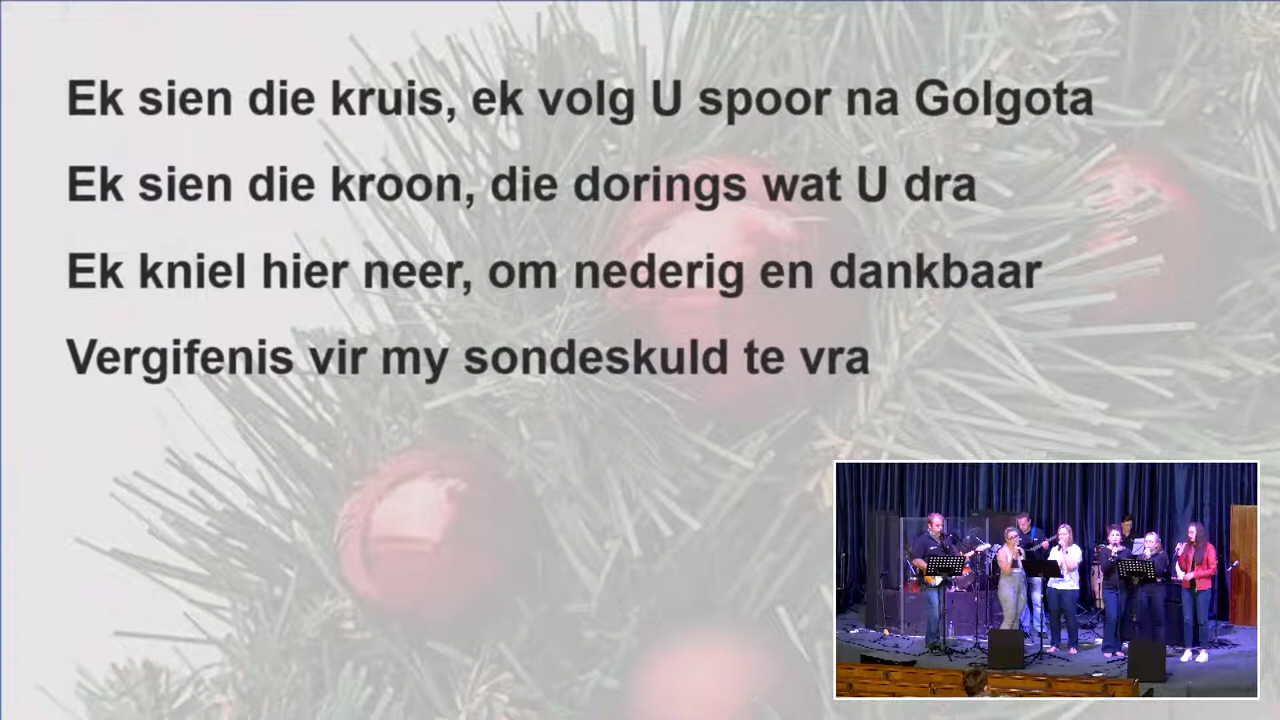 Ek sien die kruis, ek volg U spoor na Golgota
Ek sien die kroon, die dorings wat U dra
Ek kniel hier neer, om nederig en dankbaar
Vergifenis vir my sondeskuld te vra